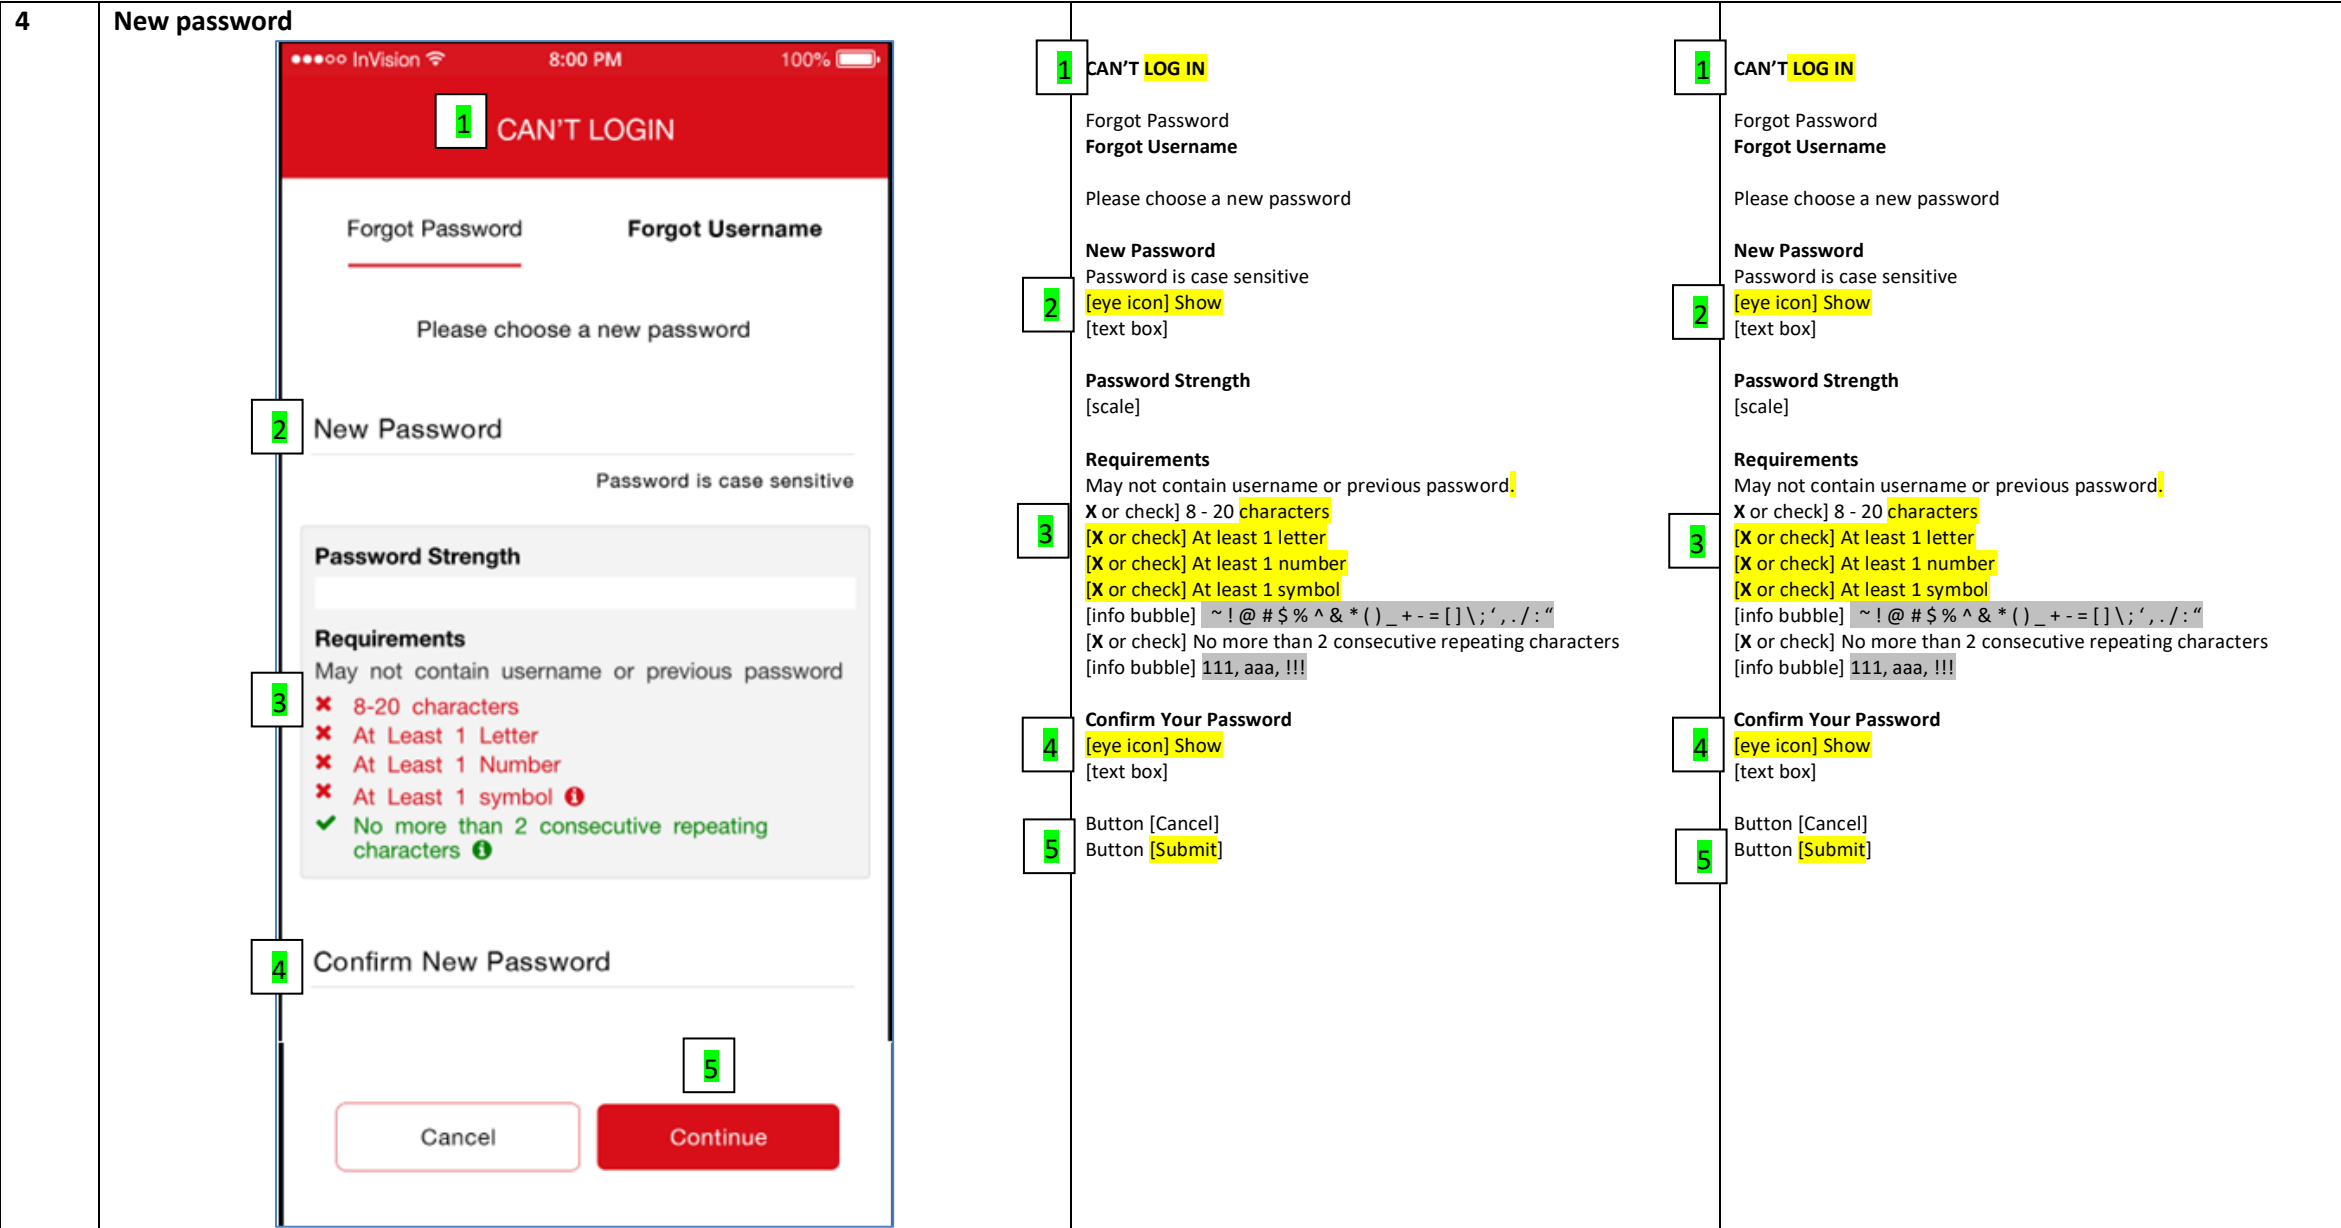 4
New password
●●●○○ InVision 8:00 PM 100%
1
CAN'T LOGIN
Forgot Password Forgot Username
Please choose a new password
2
New Password
Password is case sensitive
Password Strength
Requirements
May not contain username or previous password
3
✖ 8-20 characters
✖ At Least 1 Letter
✖ At Least 1 Number
✖ At Least 1 symbol
✔ No more than 2 consecutive repeating
characters
4
Confirm New Password
5
Cancel Continue
1
CAN'T LOG IN
Forgot Password
Forgot Username
Please choose a new password
New Password
Password is case sensitive
2
[eye icon] Show
[text box]
Password Strength
[scale]
Requirements
May not contain username or previous password.
X or check] 8 - 20 characters
3
[X or check] At least 1 letter
[X or check] At least 1 number
[X or check] At least 1 symbol
[info bubble] ~ ! @ # $ % ^ & * ( ) _ + - = [ ] \ ; ‘ , . / : “
[X or check] No more than 2 consecutive repeating characters
[info bubble] 111, aaa, !!!
Confirm Your Password
4
[eye icon] Show
[text box]
Button [Cancel]
5
Button [Submit]
1
CAN'T LOG IN
Forgot Password
Forgot Username
Please choose a new password
New Password
Password is case sensitive
2
[eye icon] Show
[text box]
Password Strength
[scale]
Requirements
May not contain username or previous password.
X or check] 8 - 20 characters
3
[X or check] At least 1 letter
[X or check] At least 1 number
[X or check] At least 1 symbol
[info bubble] ~ ! @ # $ % ^ & * ( ) _ + - = [ ] \ ; ‘ , . / : “
[X or check] No more than 2 consecutive repeating characters
[info bubble] 111, aaa, !!!
Confirm Your Password
4
[eye icon] Show
[text box]
Button [Cancel]
5
Button [Submit]